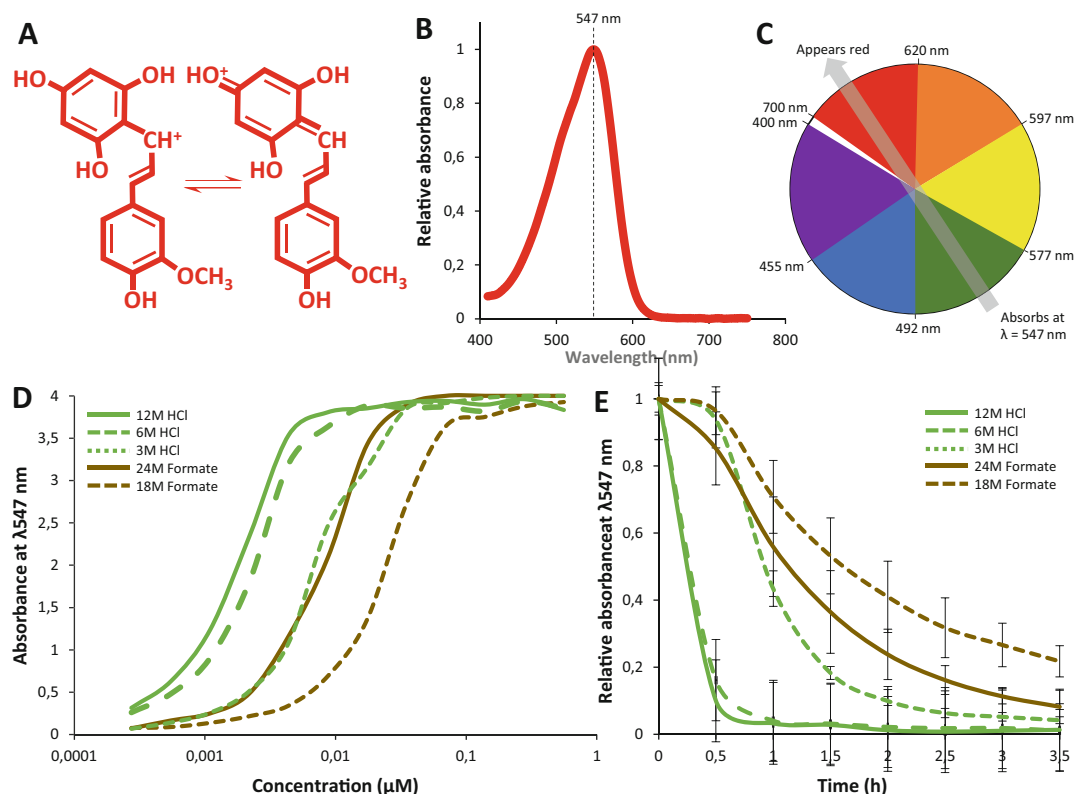 A
HO
OH
CH⁺
HO
OCH₃
OH
HO⁺
OH
CH
HO
OCH₃
OH
B
547 nm
Relative absorbance
1
0,8
0,6
0,4
0,2
0
400
500
600
700
800
Wavelength (nm)
C
Appears red
620 nm
700 nm
400 nm
597 nm
577 nm
455 nm
492 nm
Absorbs at
λ = 547 nm
D
Absorbance at λ547 nm
4
3,5
3
2,5
2
1,5
1
0,5
0
12M HCl
6M HCl
3M HCl
24M Formate
18M Formate
0,0001
0,001
0,01
0,1
1
Concentration (µM)
E
Relative absorbanceat λ547 nm
1
0,8
0,6
0,4
0,2
0
12M HCl
6M HCl
3M HCl
24M Formate
18M Formate
0
0,5
1
1,5
2
2,5
3
3,5
Time (h)